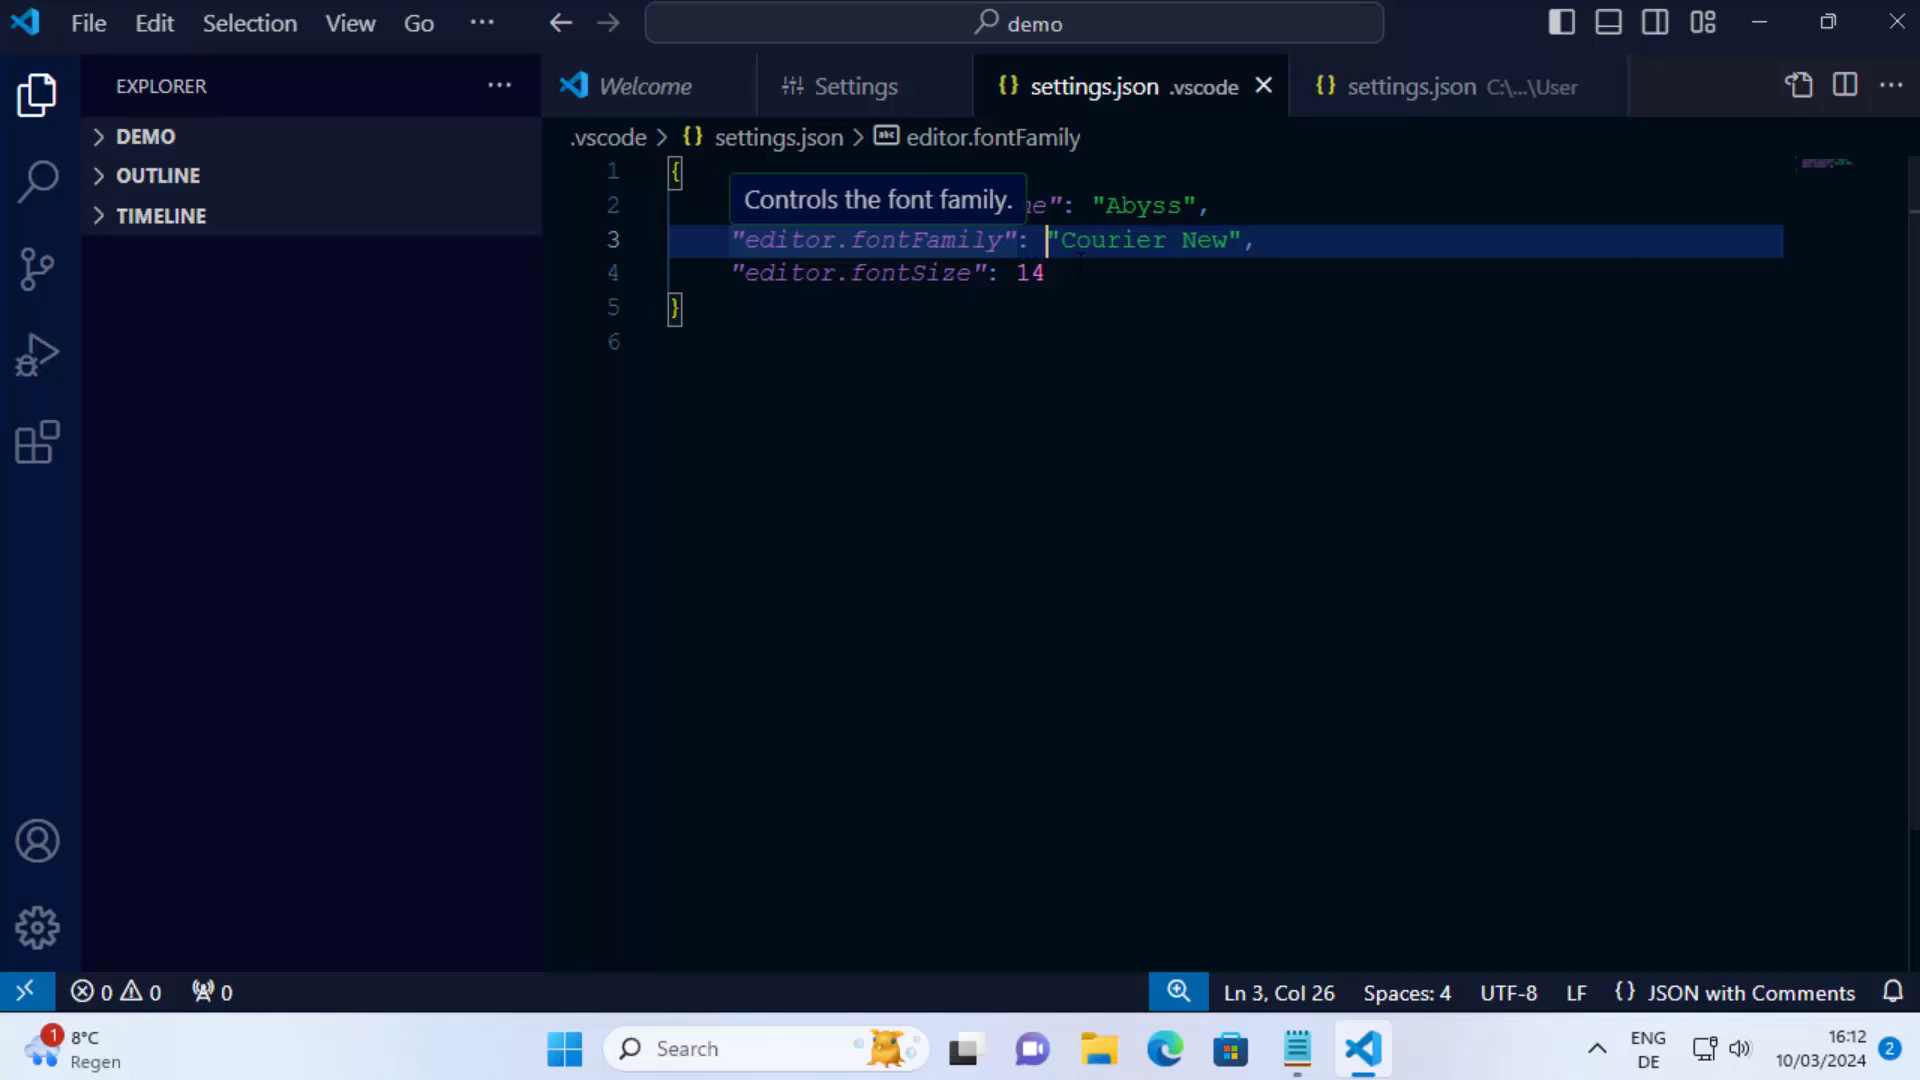 File Edit Selection View Go ···
demo
EXPLORER ···
DEMO
OUTLINE
TIMELINE
Welcome
Settings
{} settings.json .vscode
{} settings.json C:\...\User
.vscode > {} settings.json > abc editor.fontFamily
Controls the font family.
1 {
2 me": "Abyss",
3 "editor.fontFamily": "Courier New",
4 "editor.fontSize": 14
5 }
6
0 0 0
Ln 3, Col 26 Spaces: 4 UTF-8 LF {} JSON with Comments
1
8°C
Regen
Search
ENG
DE
16:12
10/03/2024
2